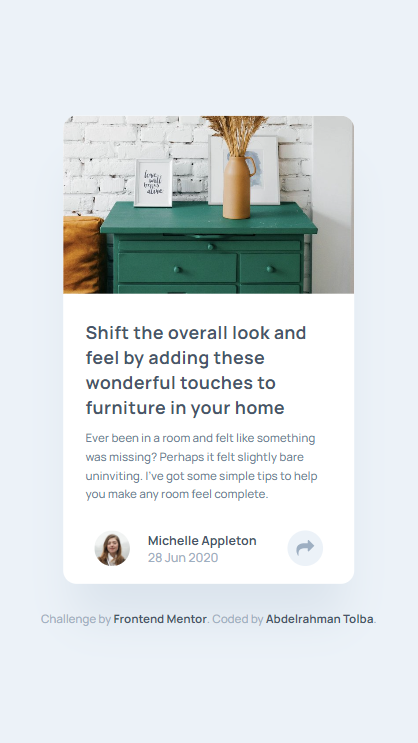 love
will
begin
alive
Shift the overall look and
feel by adding these
wonderful touches to
furniture in your home
Ever been in a room and felt like something
was missing? Perhaps it felt slightly bare
uninviting. I've got some simple tips to help
you make any room feel complete.
Michelle Appleton
28 Jun 2020
Challenge by Frontend Mentor. Coded by Abdelrahman Tolba.